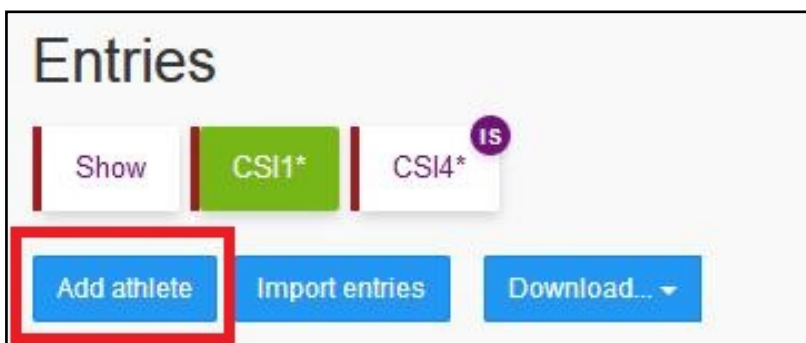 Entries
IS
Show CSI1* CSI4*
Add athlete Import entries Download...